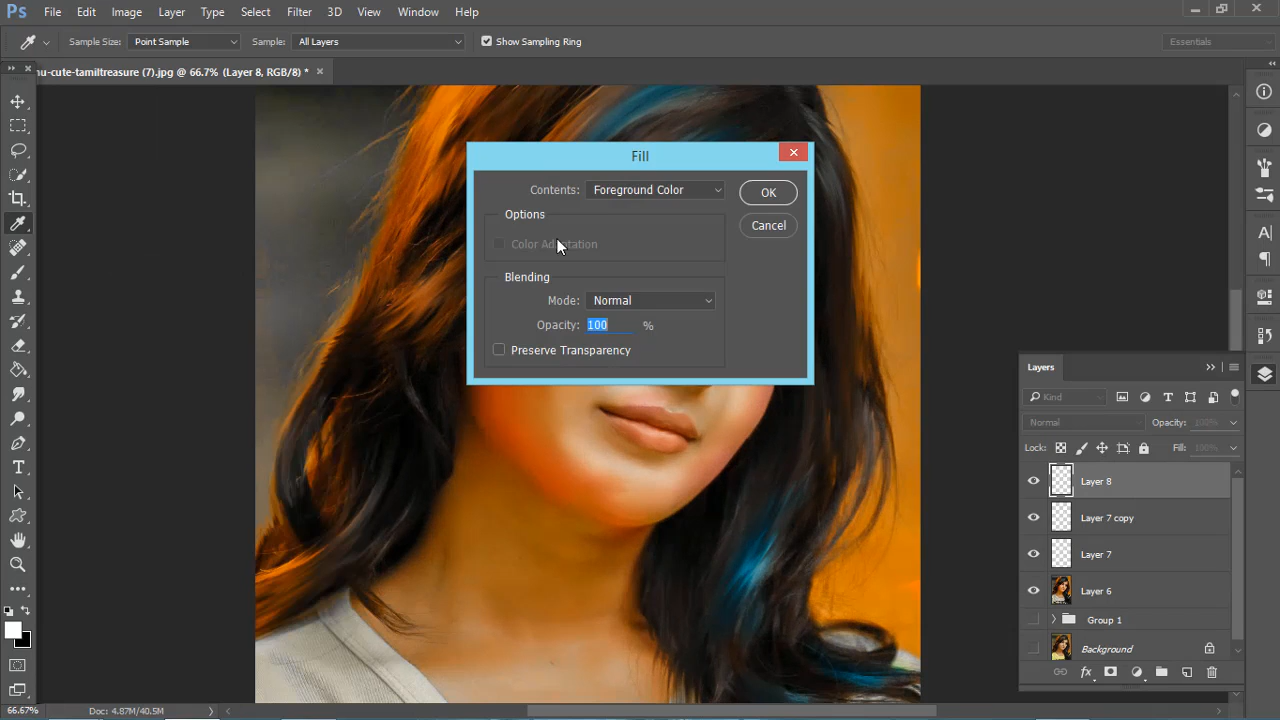 Ps File Edit Image Layer Type Select Filter 3D View Window Help
Sample Size: Point Sample Sample: All Layers Show Sampling Ring Essentials
nu-cute-tamiltreasure (7).jpg @ 66.7% (Layer 8, RGB/8) * ×
Fill
Contents: Foreground Color OK
Options
Cancel
Color Adaptation
Blending
Mode: Normal
Opacity: 100 %
Preserve Transparency
Layers
Kind
Normal Opacity: 100%
Lock: Fill: 100%
Layer 8
Layer 7 copy
Layer 7
Layer 6
Group 1
Background
fx
66.67% Doc: 4.87M/40.5M